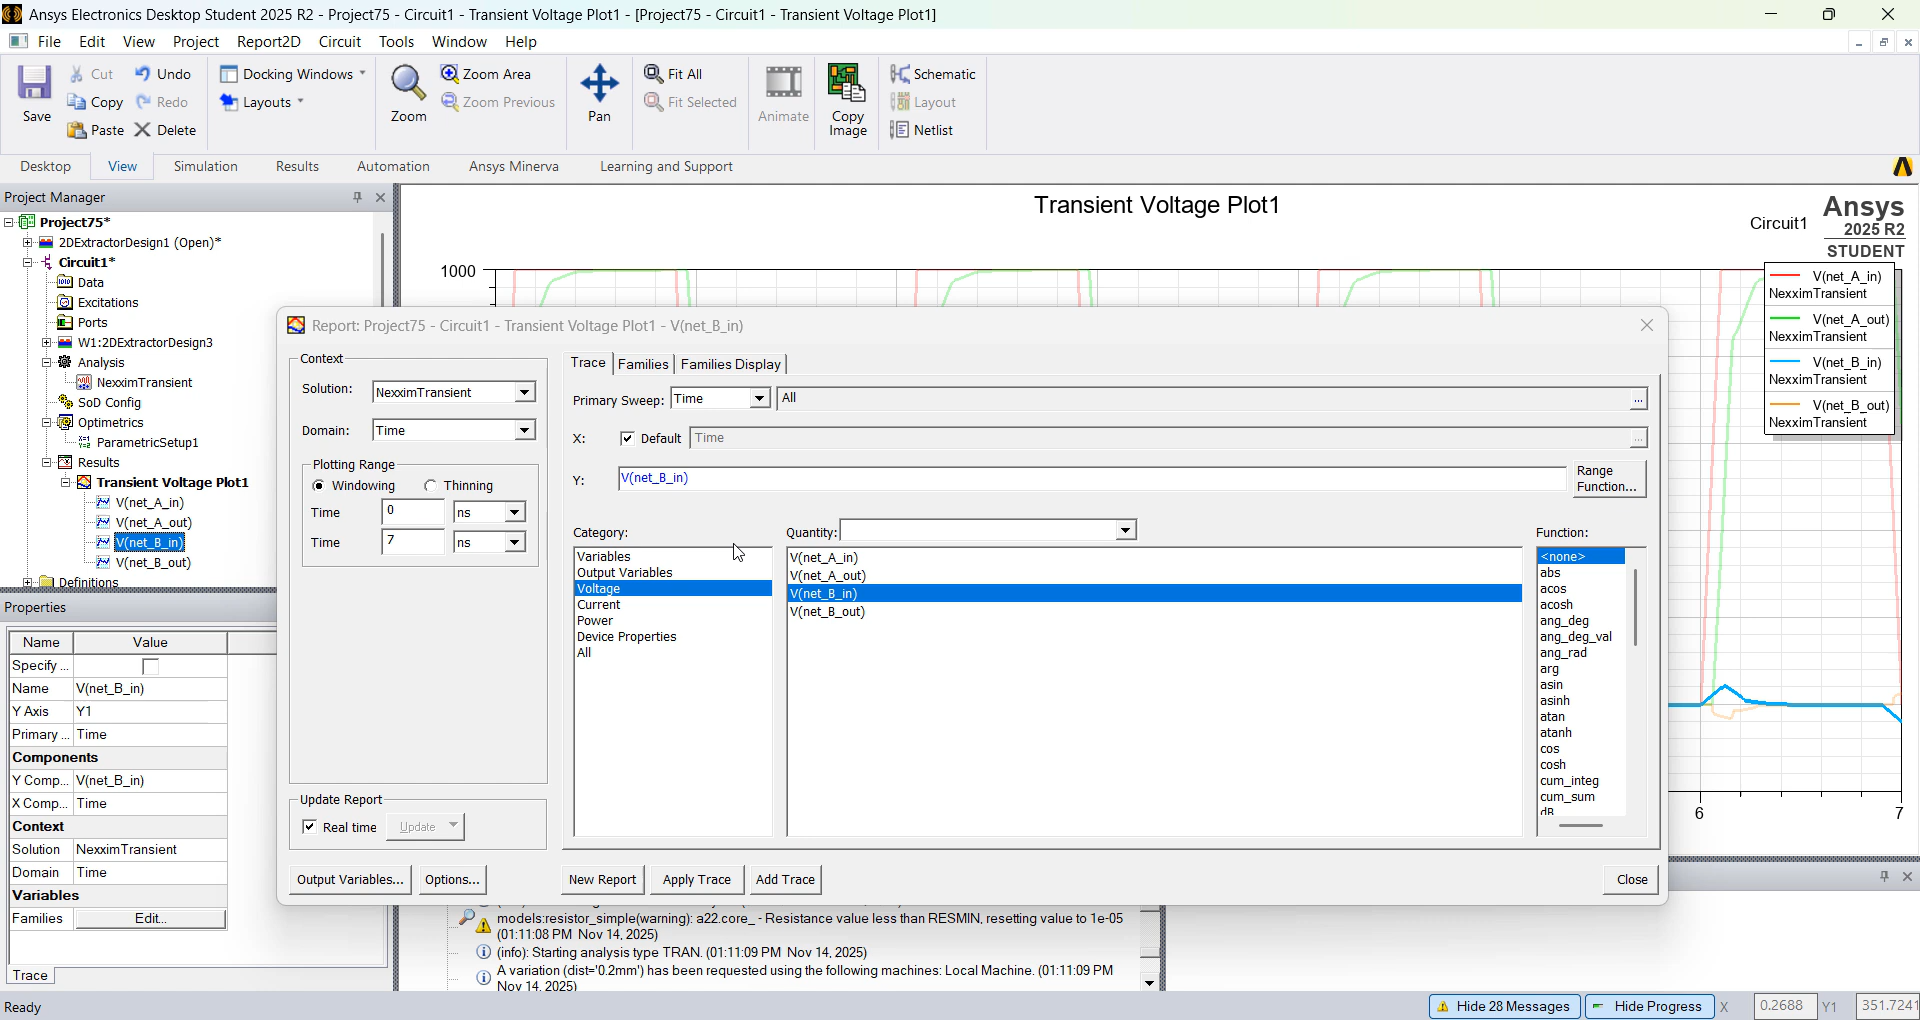 Ansys Electronics Desktop Student 2025 R2 - Project75 - Circuit1 - Transient Voltage Plot1 - [Project75 - Circuit1 - Transient Voltage Plot1]
File Edit View Project Report2D Circuit Tools Window Help
Save
Cut
Copy
Paste
Undo
Redo
Delete
Docking Windows
Layouts
Zoom
Zoom Area
Zoom Previous
Pan
Fit All
Fit Selected
Animate
Copy
Image
Schematic
Layout
Netlist
Desktop View Simulation Results Automation Ansys Minerva Learning and Support
Project Manager
Project75*
2DExtractorDesign1 (Open)*
Circuit1*
Data
Excitations
Ports
W1:2DExtractorDesign3
Analysis
NexximTransient
SoD Config
Optimetrics
ParametricSetup1
Results
Transient Voltage Plot1
V(net_A_in)
V(net_A_out)
V(net_B_in)
V(net_B_out)
Definitions
Properties
Name Value
Specify ...
Name V(net_B_in)
Y Axis Y1
Primary ... Time
Components
Y Comp... V(net_B_in)
X Comp... Time
Context
Solution NexximTransient
Domain Time
Variables
Families Edit...
Trace
Transient Voltage Plot1
Circuit1
Ansys
2025 R2
STUDENT
1000
V(net_A_in)
NexximTransient
V(net_A_out)
NexximTransient
V(net_B_in)
NexximTransient
V(net_B_out)
NexximTransient
6 7
Report: Project75 - Circuit1 - Transient Voltage Plot1 - V(net_B_in)
Context
Solution: NexximTransient
Domain: Time
Plotting Range
Windowing Thinning
Time 0 ns
Time 7 ns
Update Report
Real time Update
Output Variables... Options...
Trace Families Families Display
Primary Sweep: Time All ...
X: Default Time ...
Y: V(net_B_in)
Range
Function...
Category:
Variables
Output Variables
Voltage
Current
Power
Device Properties
All
Quantity:
V(net_A_in)
V(net_A_out)
V(net_B_in)
V(net_B_out)
Function:
<none>
abs
acos
acosh
ang_deg
ang_deg_val
ang_rad
arg
asin
asinh
atan
atanh
cos
cosh
cum_integ
cum_sum
dB
New Report Apply Trace Add Trace Close
models:resistor_simple(warning): a22.core_ - Resistance value less than RESMIN, resetting value to 1e-05
(01:11:08 PM Nov 14, 2025)
(info): Starting analysis type TRAN. (01:11:09 PM Nov 14, 2025)
A variation (dist='0.2mm') has been requested using the following machines: Local Machine. (01:11:09 PM
Nov 14, 2025)
Ready
Hide 28 Messages Hide Progress X 0.2688 Y1 351.7241